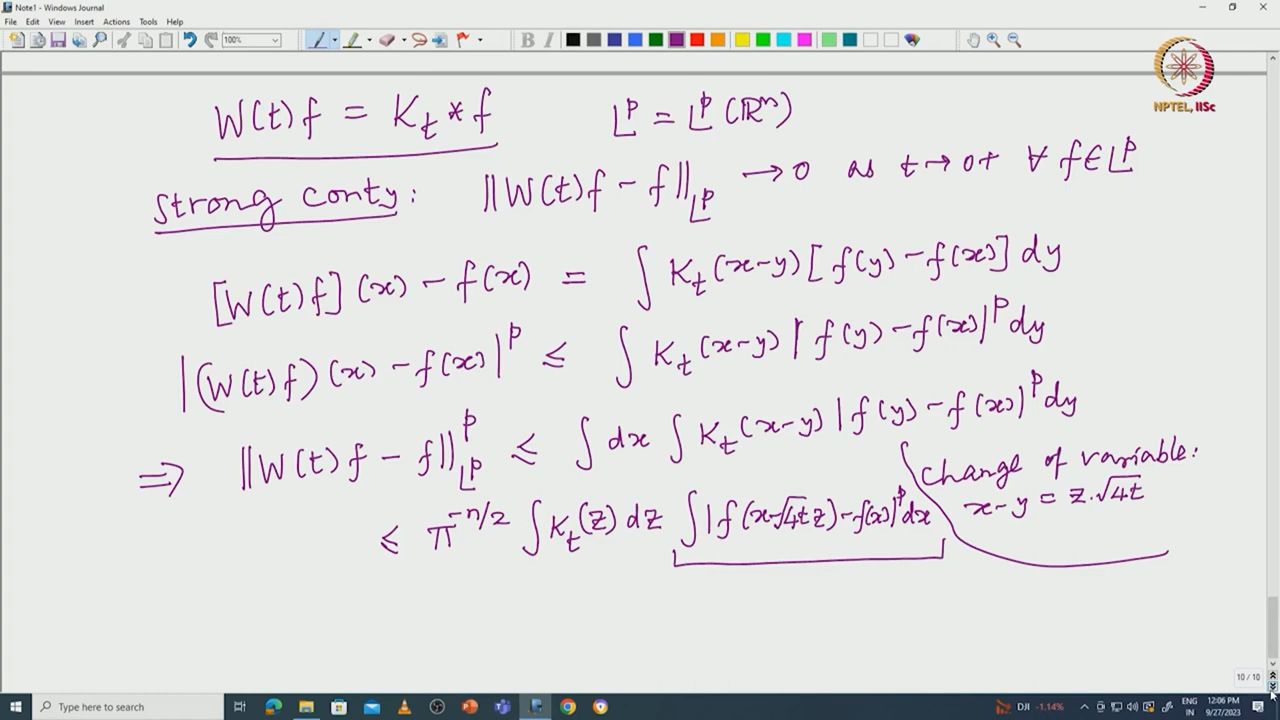 Note1 - Windows Journal
File Edit View Insert Actions Tools Help
100%
B I
NPTEL, IISc
W(t)f = K_t * f    L^p = L^p(ℝ^n)
Strong conty: ||W(t)f - f||_{L^p} → 0 as t → 0+ ∀ f ∈ L^p
[W(t)f](x) - f(x) = ∫ K_t(x-y)[f(y) - f(x)] dy
|(W(t)f)(x) - f(x)|^p ≤ ∫ K_t(x-y) |f(y) - f(x)|^p dy
⇒ ||W(t)f - f||_{L^p}^p ≤ ∫ dx ∫ K_t(x-y) |f(y) - f(x)|^p dy
Change of variable:
x-y = z.√4t
≤ π^{-n/2} ∫ K_t(z) dz ∫ |f(x-√4t z) - f(x)|^p dx
10 / 10
Type here to search
DJI -1.14%
ENG
IN
12:06 PM
9/27/2023